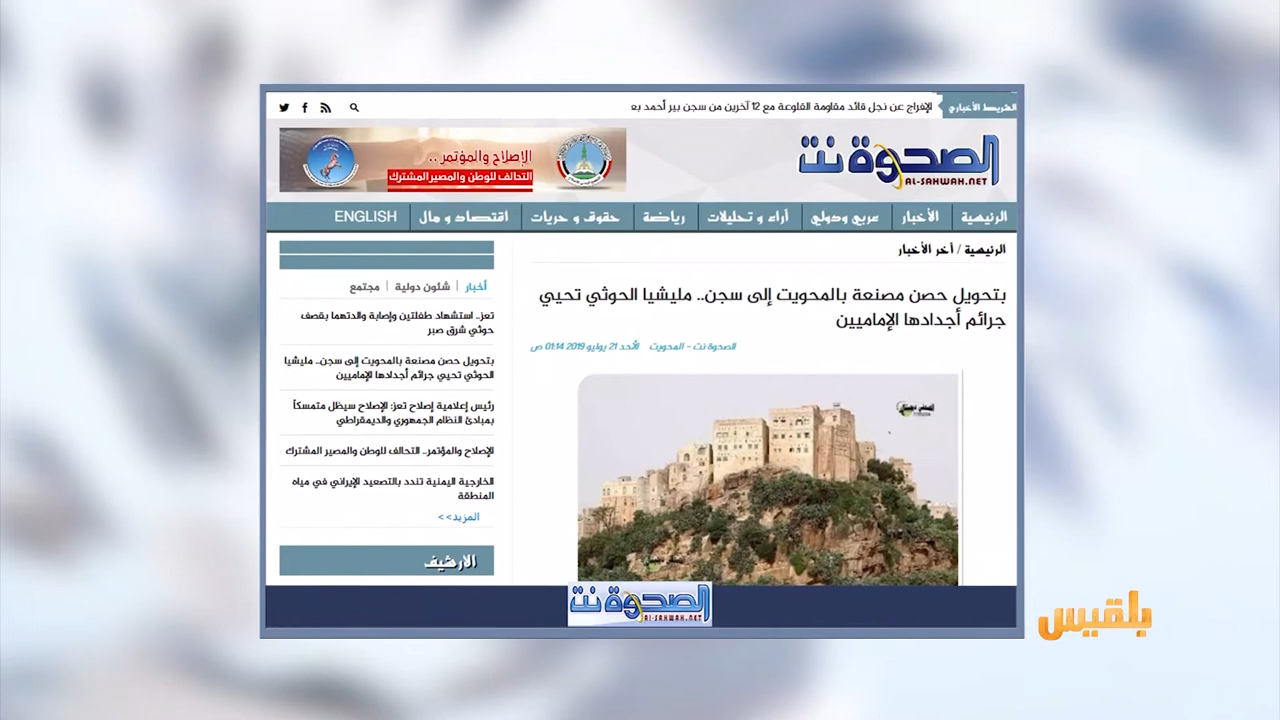 الشريط الأخباري
الإفراج عن نجل قائد مقاومة القلوعة مع 12 آخرين من سجن بير أحمد بع
الصحوة نت
AL-SAHWAH.NET
الإصلاح والمؤتمر ..
التحالف للوطن والمصير المشترك
الرئيسية الأخبار عربي ودولي آراء و تحليلات رياضة حقوق و حريات اقتصاد و مال ENGLISH
الرئيسية / آخر الأخبار
بتحويل حصن مصنعة بالمحويت إلى سجن.. مليشيا الحوثي تحيي
جرائم أجدادها الإماميين
الصحوة نت - المحويت الأحد 21 يوليو 2019 01:14 ص
أخبار | شئون دولية | مجتمع
تعز.. استشهاد طفلتين وإصابة والدتهما بقصف
حوثي شرق صبر
بتحويل حصن مصنعة بالمحويت إلى سجن.. مليشيا
الحوثي تحيي جرائم أجدادها الإماميين
رئيس إعلامية إصلاح تعز: الإصلاح سيظل متمسكاً
بمبادئ النظام الجمهوري والديمقراطي
الإصلاح والمؤتمر.. التحالف للوطن والمصير المشترك
الخارجية اليمنية تندد بالتصعيد الإيراني في مياه
المنطقة
المزيد>>
الارشيف
الصحوة نت
AL-SAHWAH.NET
بلقيس